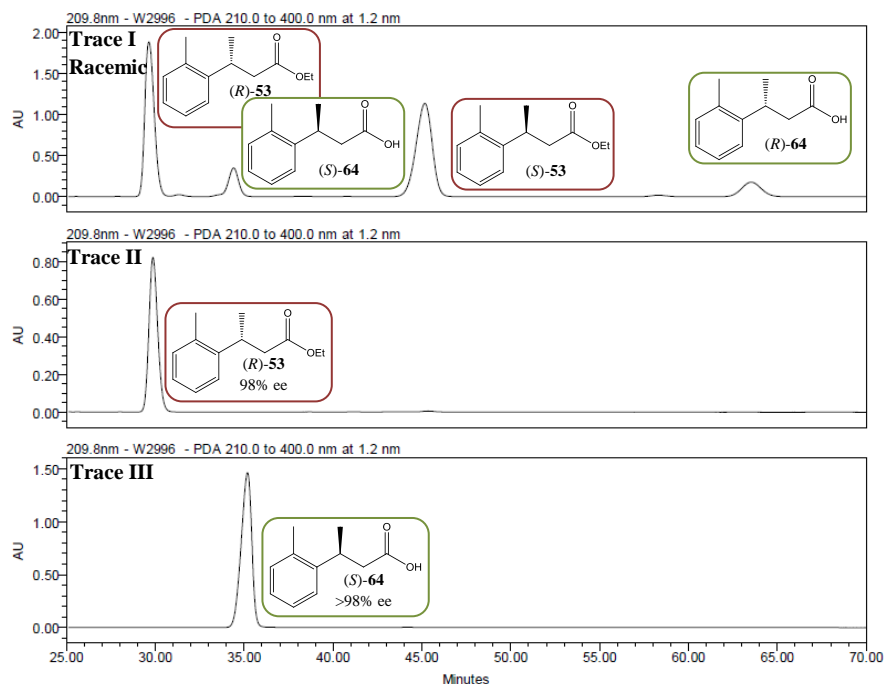 209.8nm - W2996 - PDA 210.0 to 400.0 nm at 1.2 nm
Trace I
Racemic
AU
2.00
1.50
1.00
0.50
0.00
O
OEt
(R)-53
O
OH
(S)-64
O
OEt
(S)-53
O
OH
(R)-64
209.8nm - W2996 - PDA 210.0 to 400.0 nm at 1.2 nm
Trace II
AU
0.80
0.60
0.40
0.20
0.00
O
OEt
(R)-53
98% ee
209.8nm - W2996 - PDA 210.0 to 400.0 nm at 1.2 nm
Trace III
AU
1.50
1.00
0.50
0.00
O
OH
(S)-64
>98% ee
25.00 30.00 35.00 40.00 45.00 50.00 55.00 60.00 65.00 70.00
Minutes